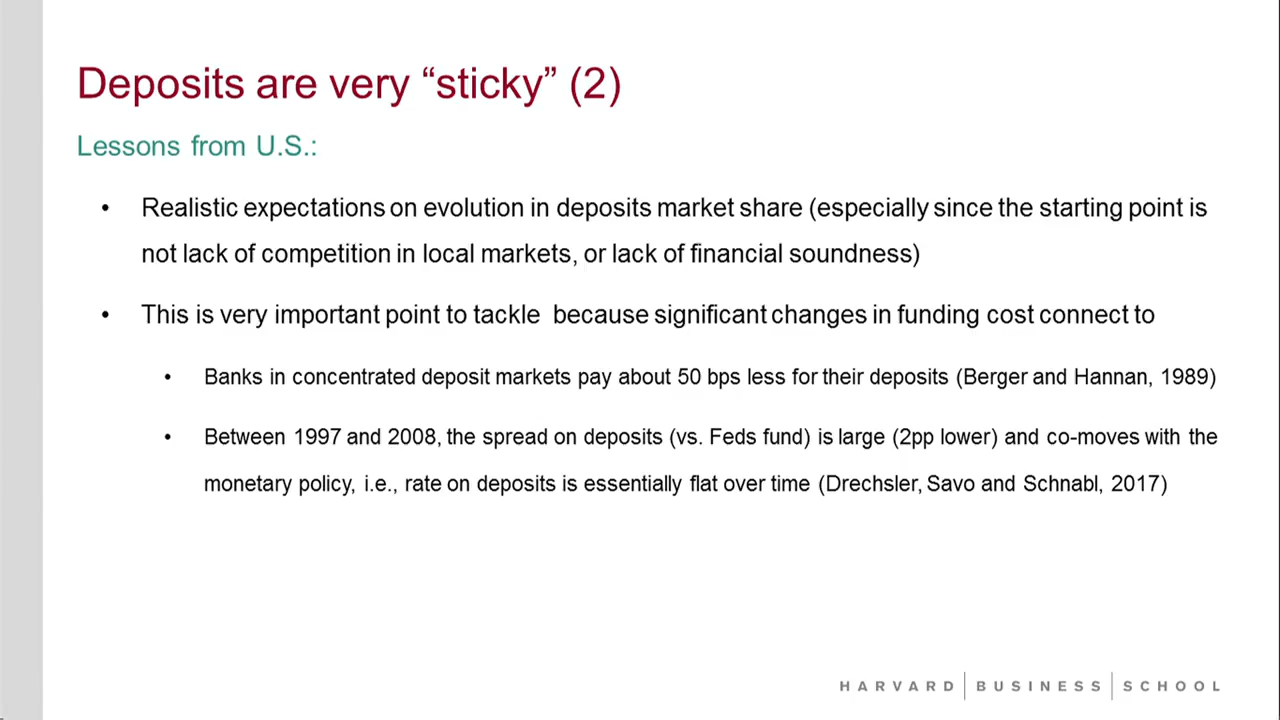 Deposits are very “sticky” (2)
Lessons from U.S.:
• Realistic expectations on evolution in deposits market share (especially since the starting point is
not lack of competition in local markets, or lack of financial soundness)
• This is very important point to tackle because significant changes in funding cost connect to
• Banks in concentrated deposit markets pay about 50 bps less for their deposits (Berger and Hannan, 1989)
• Between 1997 and 2008, the spread on deposits (vs. Feds fund) is large (2pp lower) and co-moves with the
monetary policy, i.e., rate on deposits is essentially flat over time (Drechsler, Savo and Schnabl, 2017)
HARVARD | BUSINESS | SCHOOL